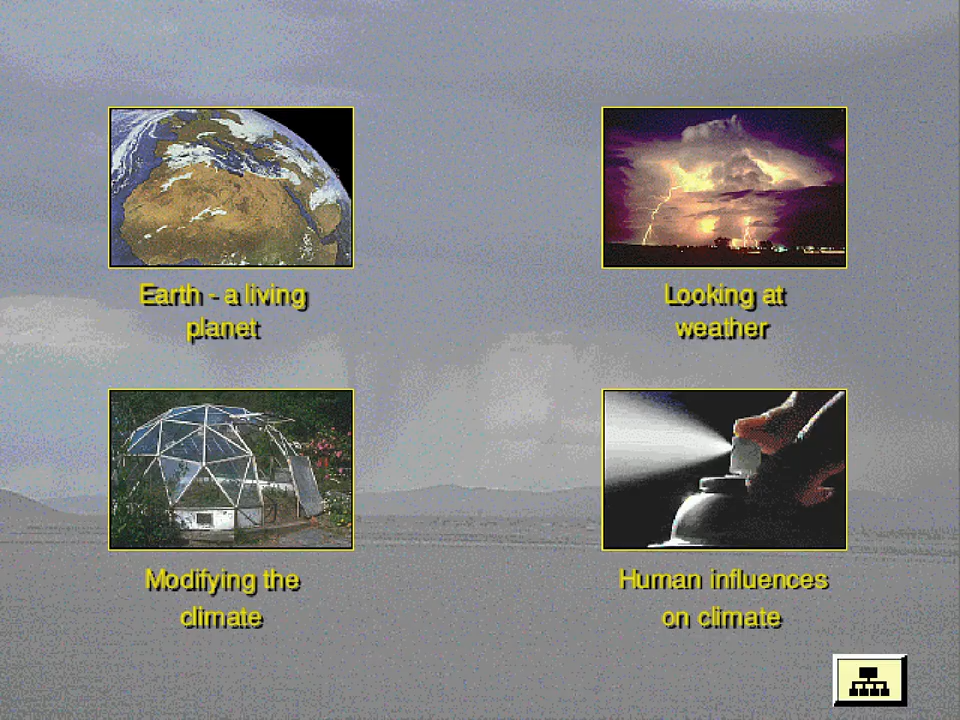 Earth - a living
planet
Looking at
weather
Modifying the
climate
Human influences
on climate